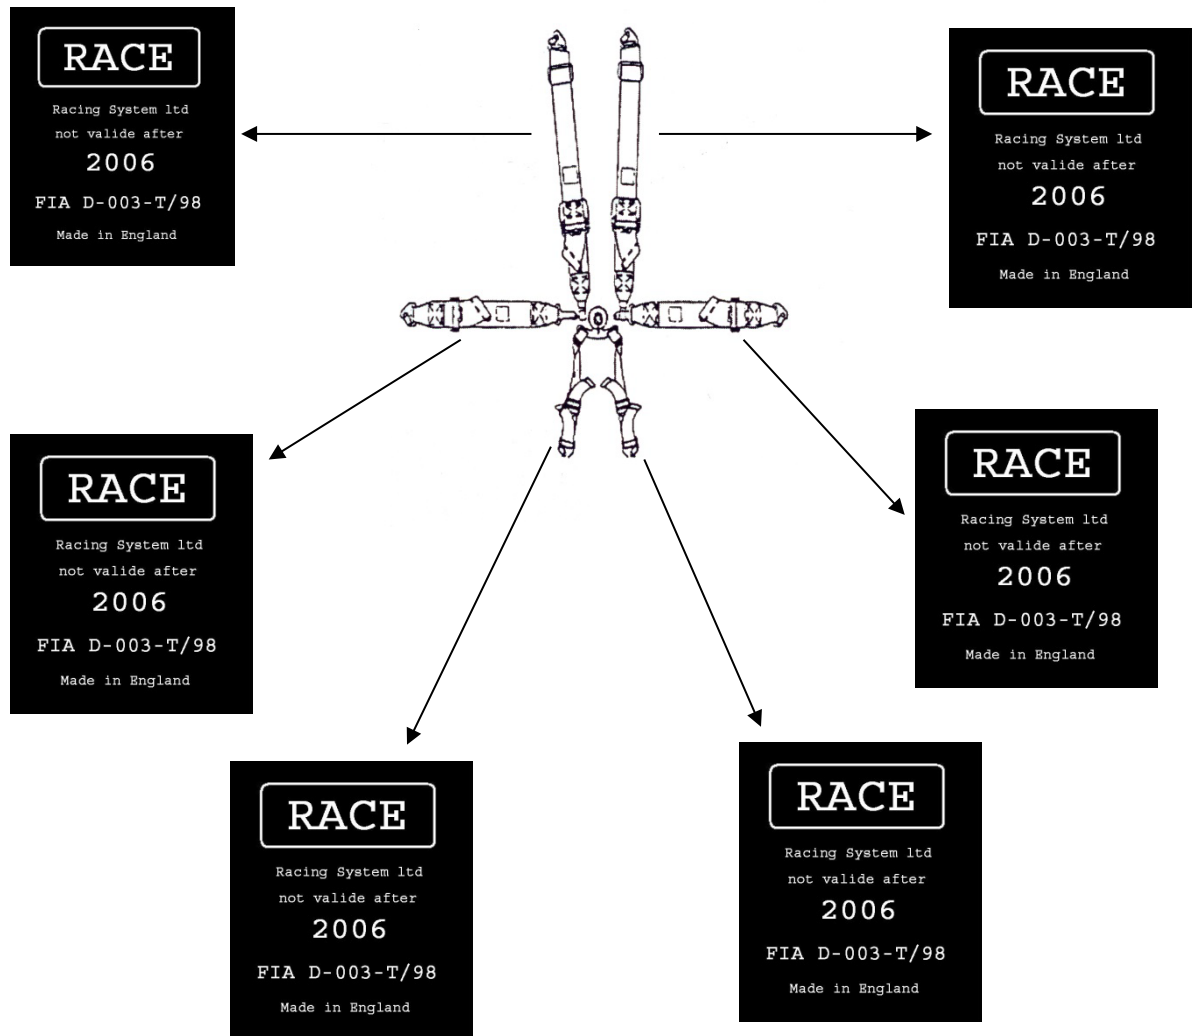 RACE
Racing System ltd
not valide after
2006
FIA D-003-T/98
Made in England
RACE
Racing System ltd
not valide after
2006
FIA D-003-T/98
Made in England
RACE
Racing System ltd
not valide after
2006
FIA D-003-T/98
Made in England
RACE
Racing System ltd
not valide after
2006
FIA D-003-T/98
Made in England
RACE
Racing System ltd
not valide after
2006
FIA D-003-T/98
Made in England
RACE
Racing System ltd
not valide after
2006
FIA D-003-T/98
Made in England